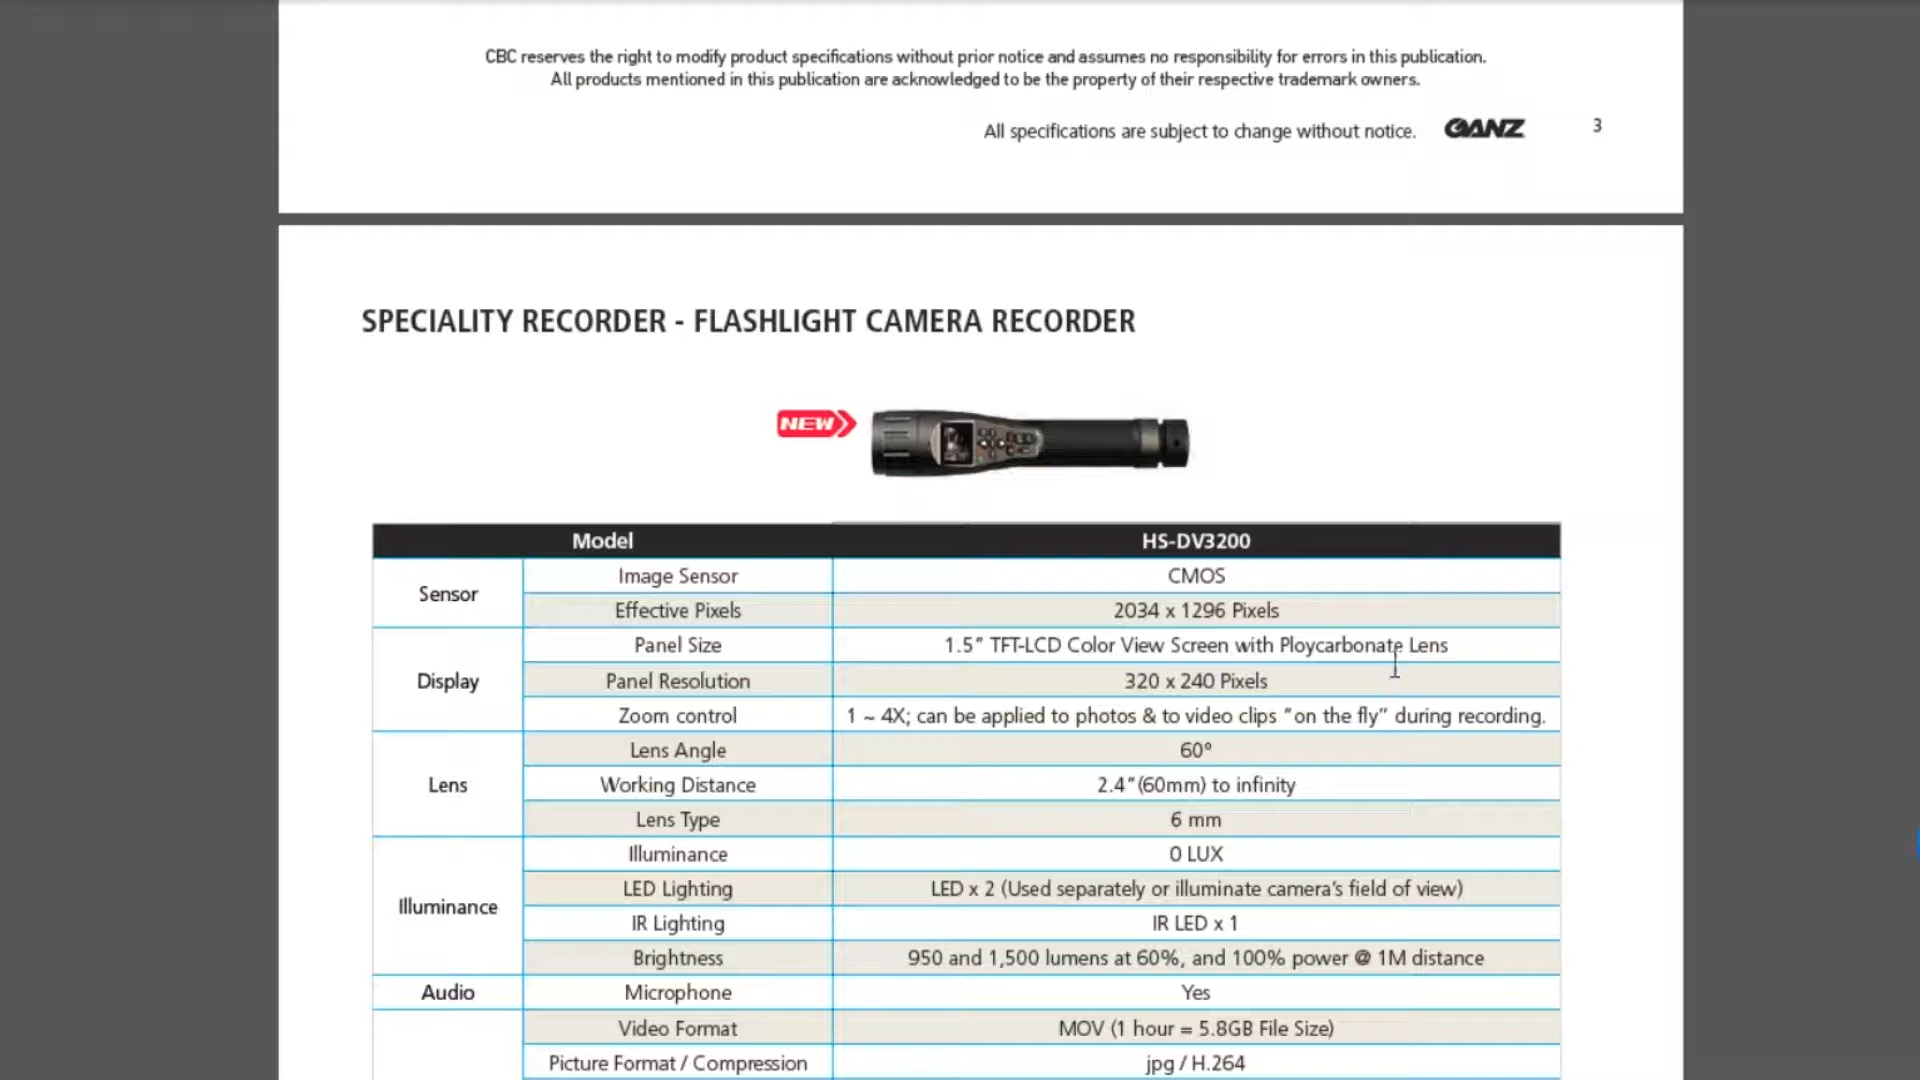 CBC reserves the right to modify product specifications without prior notice and assumes no responsibility for errors in this publication.
All products mentioned in this publication are acknowledged to be the property of their respective trademark owners.
All specifications are subject to change without notice. GANZ 3
SPECIALITY RECORDER - FLASHLIGHT CAMERA RECORDER
NEW
Model HS-DV3200
Sensor
Image Sensor CMOS
Effective Pixels 2034 x 1296 Pixels
Display
Panel Size 1.5" TFT-LCD Color View Screen with Ploycarbonate Lens
Panel Resolution 320 x 240 Pixels
Zoom control 1 ~ 4X; can be applied to photos & to video clips "on the fly" during recording.
Lens
Lens Angle 60°
Working Distance 2.4"(60mm) to infinity
Lens Type 6 mm
Illuminance
Illuminance 0 LUX
LED Lighting LED x 2 (Used separately or illuminate camera's field of view)
IR Lighting IR LED x 1
Brightness 950 and 1,500 lumens at 60%, and 100% power @ 1M distance
Audio Microphone Yes
Video Format MOV (1 hour = 5.8GB File Size)
Picture Format / Compression jpg / H.264